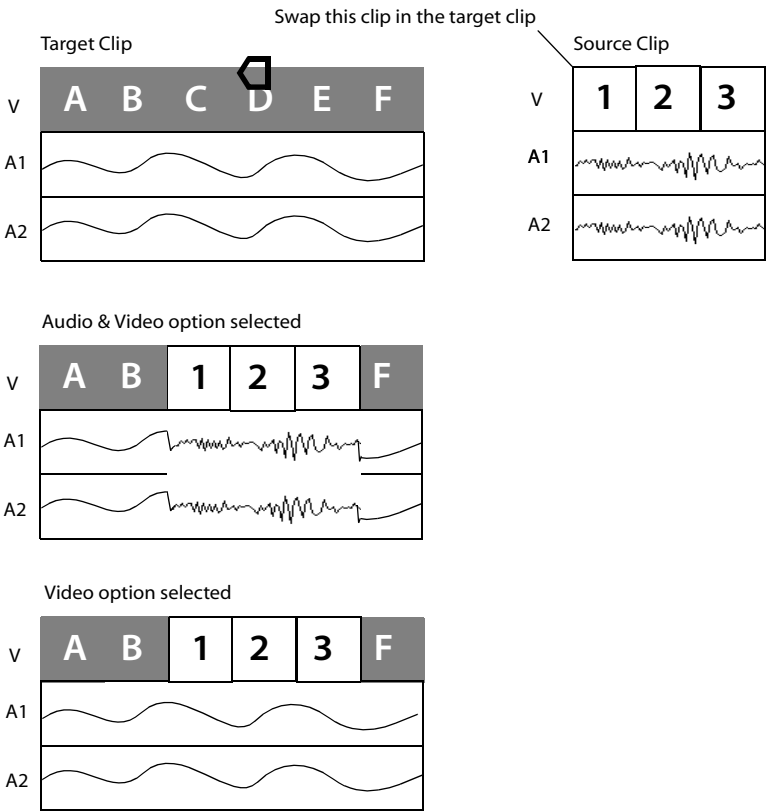 Swap this clip in the target clip
Target Clip
Source Clip
V A B C D E F
V 1 2 3
A1
A1
A2
A2
Audio & Video option selected
V A B 1 2 3 F
A1
A2
Video option selected
V A B 1 2 3 F
A1
A2